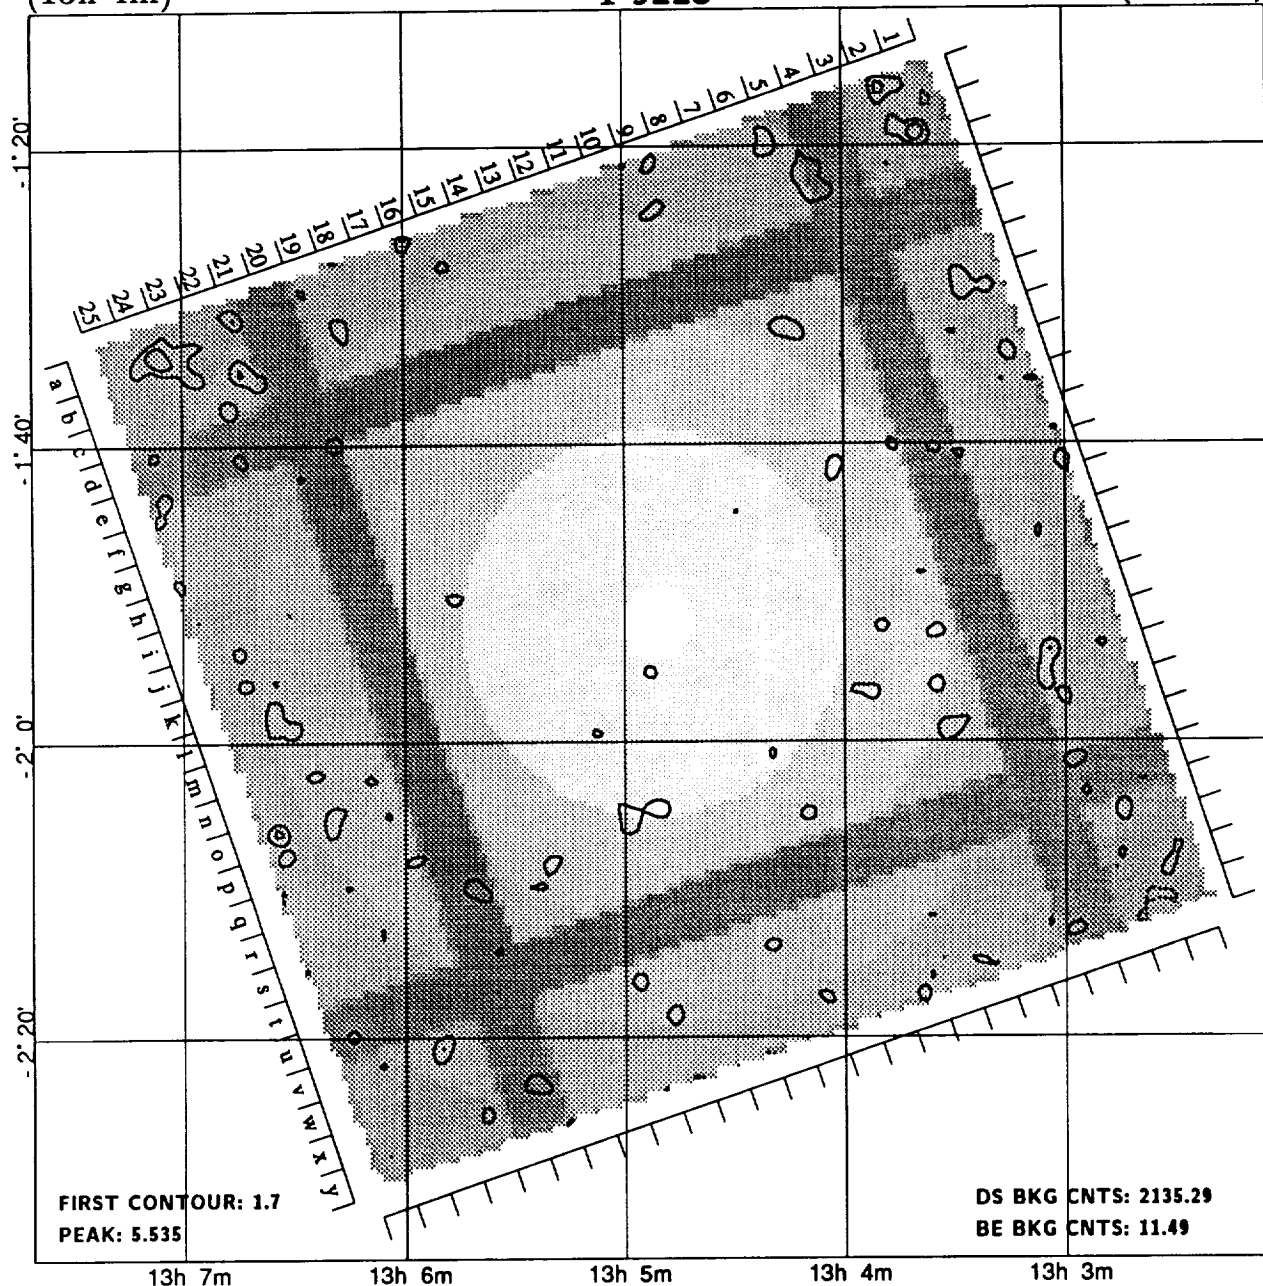 1
2
3
4
5
6
7
8
9
10
11
12
13
14
15
16
17
18
19
20
21
22
23
24
25
a
b
c
d
e
f
g
h
i
j
k
l
m
n
o
p
q
r
s
t
u
v
w
x
y
-1° 20'
-1° 40'
-2° 0'
-2° 20'
FIRST CONTOUR: 1.7
PEAK: 5.535
DS BKG CNTS: 2135.29
BE BKG CNTS: 11.49
13h 7m
13h 6m
13h 5m
13h 4m
13h 3m